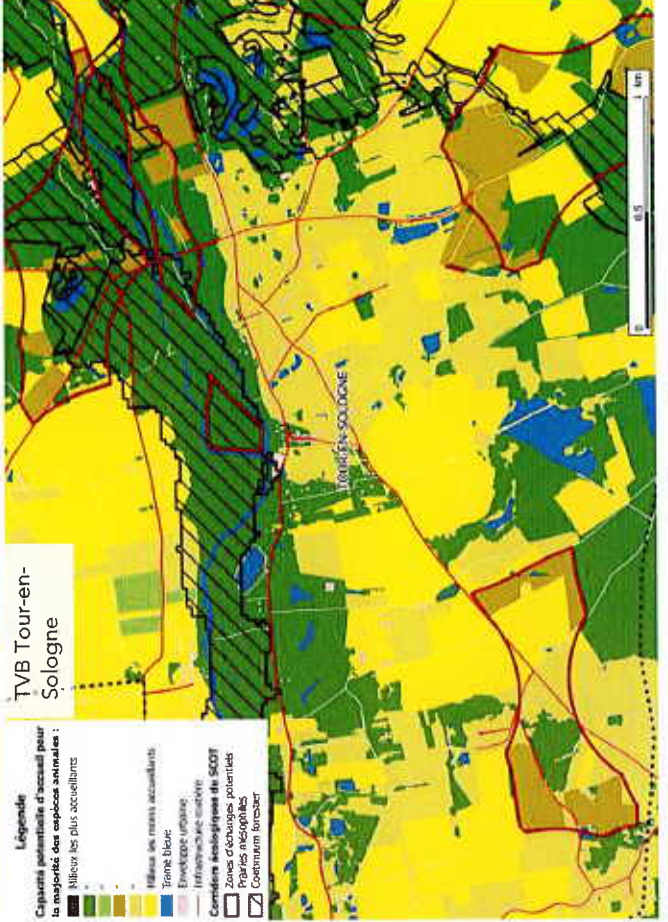 TVB Tour-en-
Sologne
Légende
Capacité potentielle d'accueil pour
la majorité des espèces animales :
Milieux les plus accueillants
Milieux les moins accueillants
Trame bleue
Enveloppe urbaine
Infrastructure routière
Corridors écologiques du SCOT
Zones d'échanges potentiels
Prairies mésophiles
Continuum forestier
TOUR-EN-SOLOGNE
0 0.5 1 km